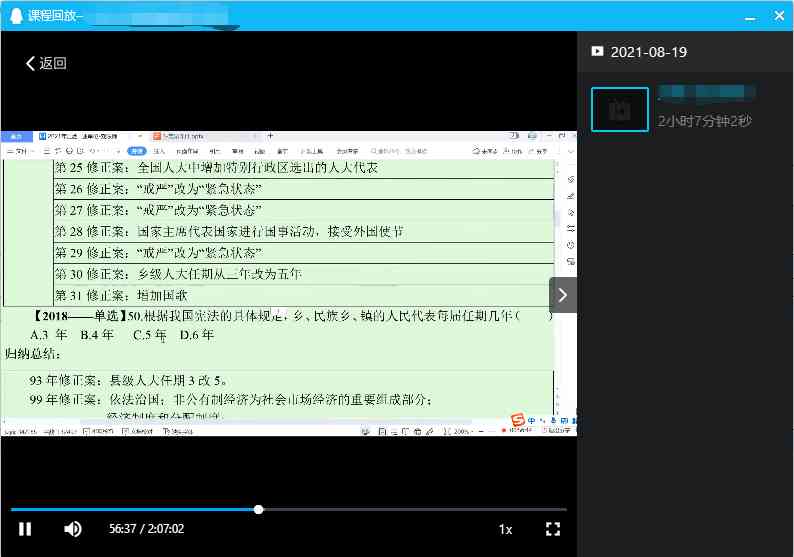 课程回放-
返回
2021-08-19
2小时7分钟2秒
第 25 修正案：全国人大中增加特别行政区选出的人大代表
第 26 修正案：“戒严”改为“紧急状态”
第 27 修正案：“戒严”改为“紧急状态”
第 28 修正案：国家主席代表国家进行国事活动，接受外国使节
第 29 修正案：“戒严”改为“紧急状态”
第 30 修正案：乡级人大任期从三年改为五年
第 31 修正案：增加国歌
【2018——单选】50.根据我国宪法的具体规定，乡、民族乡、镇的人民代表每届任期几年（ ）
A.3 年 B.4 年 C.5 年 D.6 年
归纳总结：
93 年修正案：县级人大任期 3 改 5。
99 年修正案：依法治国；非公有制经济为社会市场经济的重要组成部分；
经济制度和分配制度；
200%
中
56:37 / 2:07:02
1x